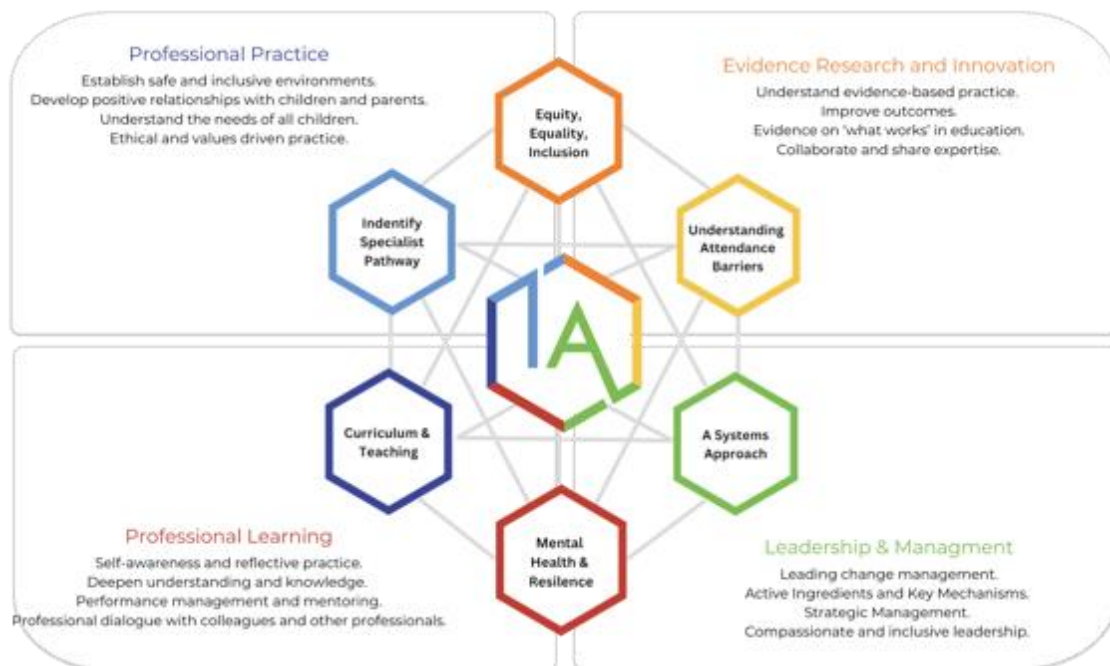 Professional Practice
Establish safe and inclusive environments.
Develop positive relationships with children and parents.
Understand the needs of all children.
Ethical and values driven practice.
Evidence Research and Innovation
Understand evidence-based practice.
Improve outcomes.
Evidence on 'what works' in education.
Collaborate and share expertise.
Equity,
Equality,
Inclusion
Indentify
Specialist
Pathway
Understanding
Attendance
Barriers
1A
Curriculum &
Teaching
A Systems
Approach
Mental
Health &
Resilence
Professional Learning
Self-awareness and reflective practice.
Deepen understanding and knowledge.
Performance management and mentoring.
Professional dialogue with colleagues and other professionals.
Leadership & Managment
Leading change management.
Active Ingredients and Key Mechanisms.
Strategic Management.
Compassionate and inclusive leadership.